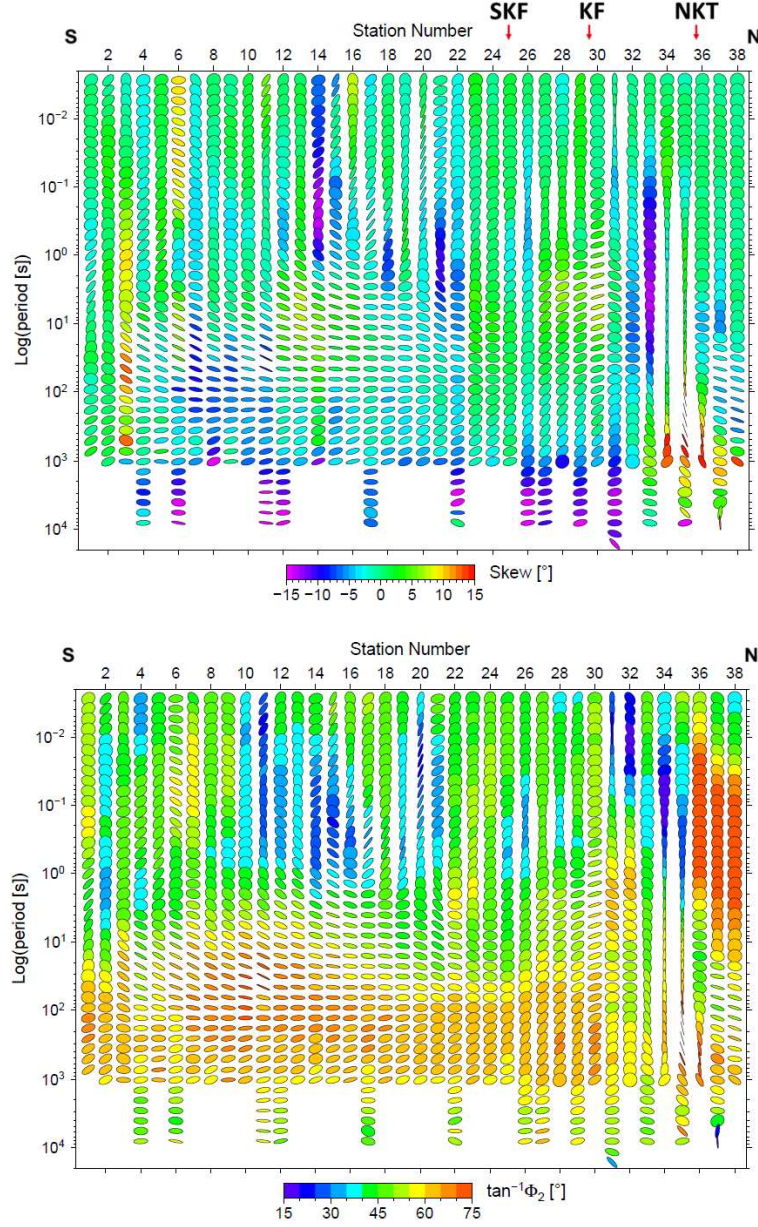 SKF KF NKT
S Station Number N
2 4 6 8 10 12 14 16 18 20 22 24 26 28 30 32 34 36 38
10⁻²
10⁻¹
10⁰
10¹
10²
10³
10⁴
Log(period [s])
−15 −10 −5 0 5 10 15 Skew [°]
S Station Number N
2 4 6 8 10 12 14 16 18 20 22 24 26 28 30 32 34 36 38
10⁻²
10⁻¹
10⁰
10¹
10²
10³
10⁴
Log(period [s])
15 30 45 60 75 tan⁻¹Φ₂ [°]